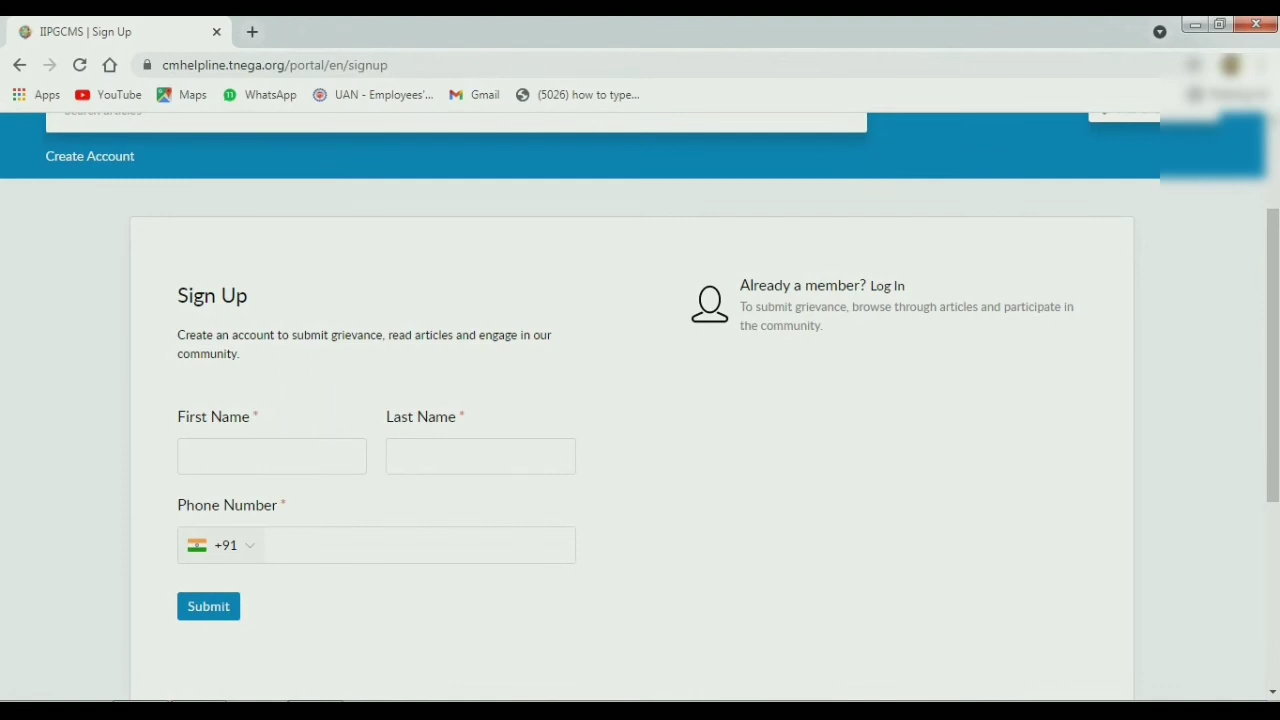 IIPGCMS | Sign Up
cmhelpline.tnega.org/portal/en/signup
Apps YouTube Maps WhatsApp UAN - Employees'... Gmail (5026) how to type...
Search articles
Create Account
Sign Up
Create an account to submit grievance, read articles and engage in our
community.
First Name *
Last Name *
Phone Number *
+91
Submit
Already a member? Log In
To submit grievance, browse through articles and participate in
the community.